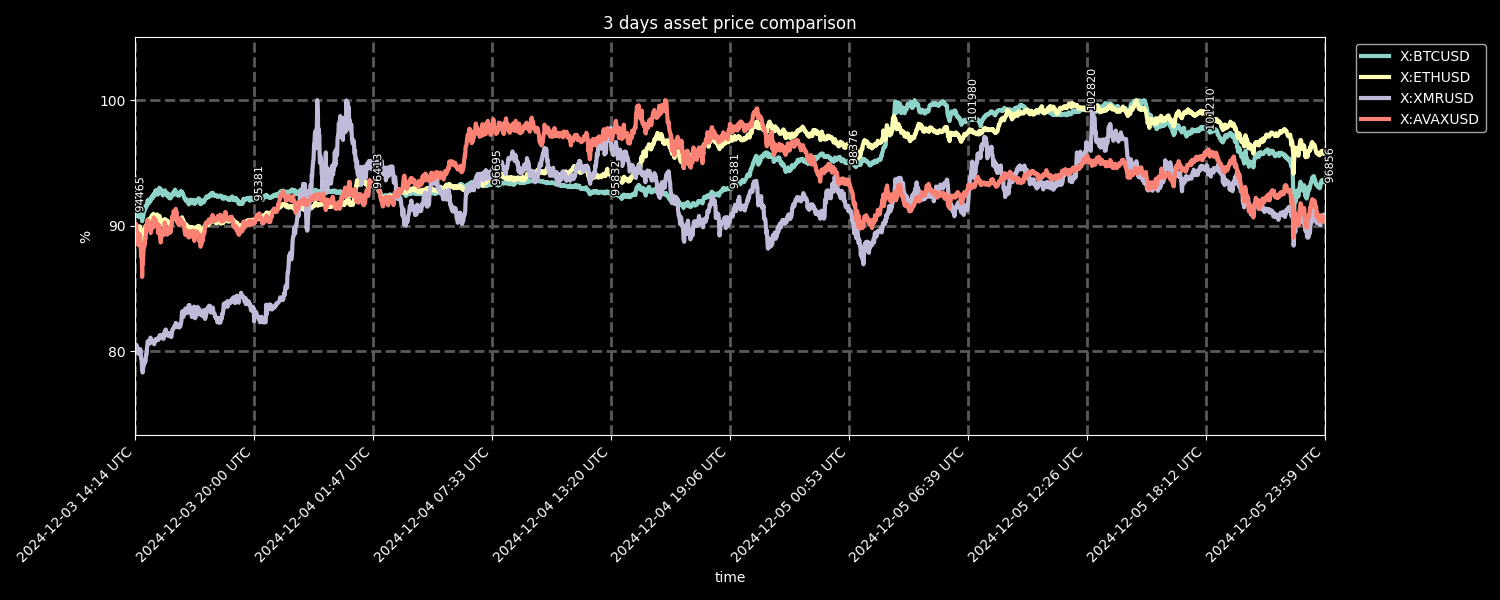 3 days asset price comparison
X:BTCUSD
X:ETHUSD
X:XMRUSD
X:AVAXUSD
100
90
80
%
94465
95381
96695
95832
96381
98376
101980
102820
101210
96856
2024-12-03 14:14 UTC
2024-12-03 20:00 UTC
2024-12-04 01:47 UTC
2024-12-04 07:33 UTC
2024-12-04 13:20 UTC
2024-12-04 19:06 UTC
2024-12-05 00:53 UTC
2024-12-05 06:39 UTC
2024-12-05 12:26 UTC
2024-12-05 18:12 UTC
2024-12-05 23:59 UTC
time